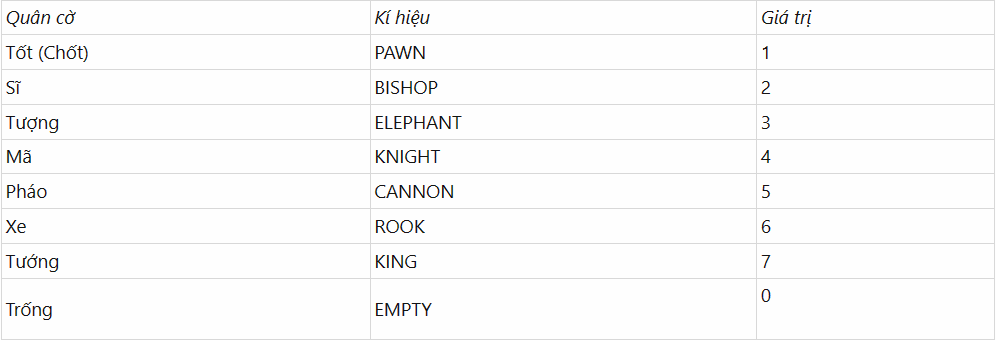 Quân cờ Kí hiệu Giá trị
Tốt (Chốt) PAWN 1
Sĩ BISHOP 2
Tượng ELEPHANT 3
Mã KNIGHT 4
Pháo CANNON 5
Xe ROOK 6
Tướng KING 7
Trống EMPTY 0